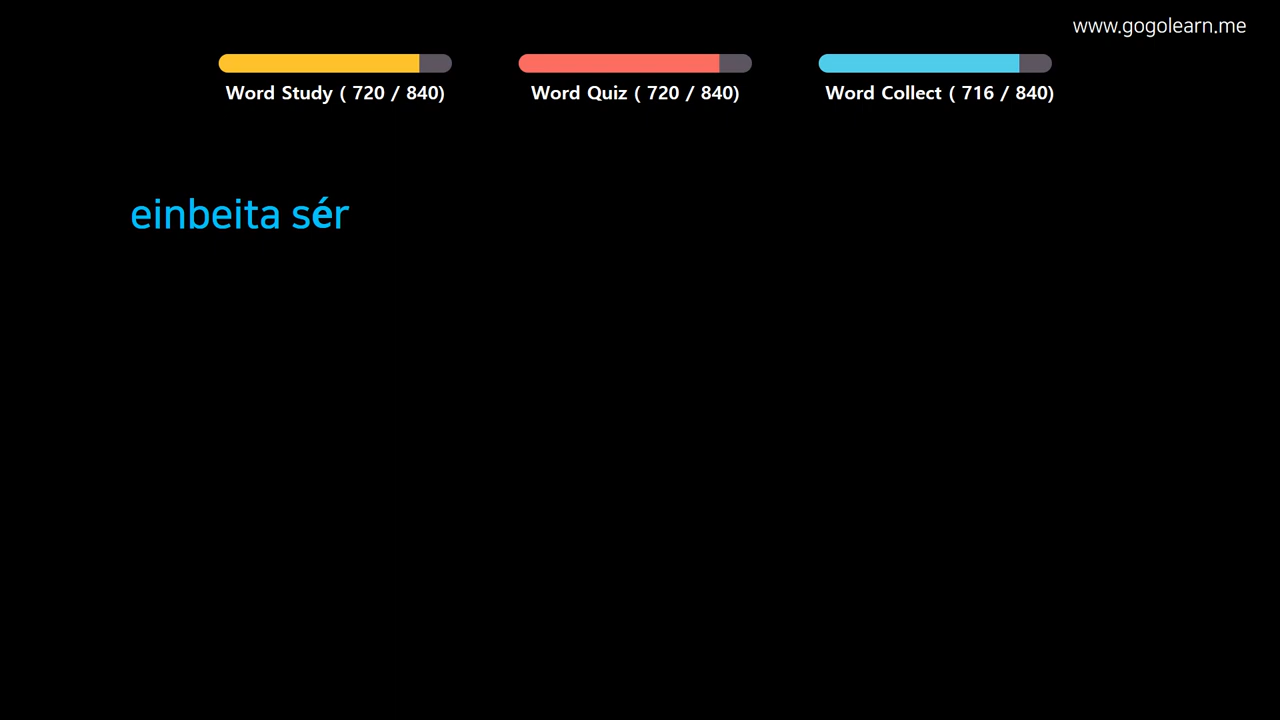 www.gogolearn.me
Word Study ( 720 / 840)
Word Quiz ( 720 / 840)
Word Collect ( 716 / 840)
einbeita sér